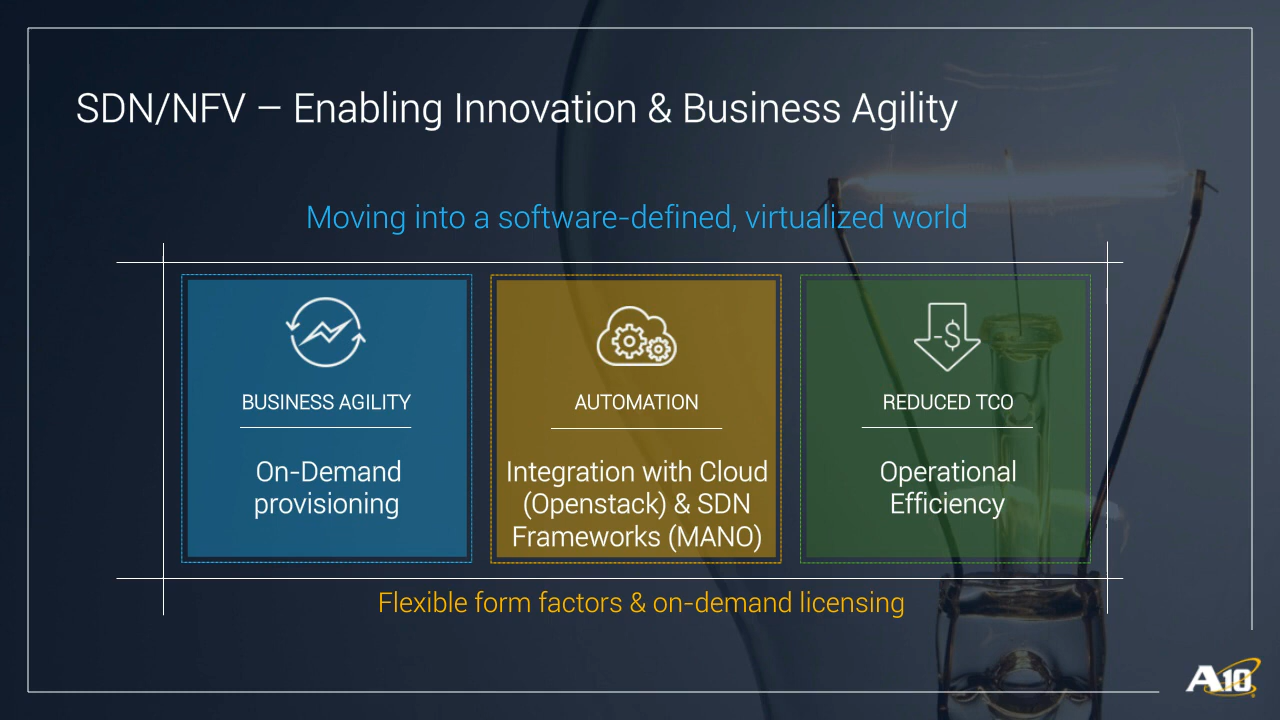 SDN/NFV – Enabling Innovation & Business Agility
Moving into a software-defined, virtualized world
BUSINESS AGILITY
On-Demand
provisioning
AUTOMATION
Integration with Cloud
(Openstack) & SDN
Frameworks (MANO)
-$
REDUCED TCO
Operational
Efficiency
Flexible form factors & on-demand licensing
A10